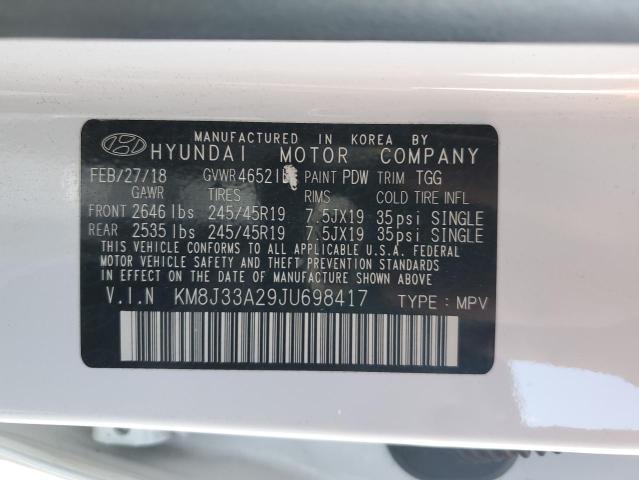 MANUFACTURED IN KOREA BY
HYUNDAI MOTOR COMPANY
FEB/27/18 GVWR 4652 PAINT PDW TRIM TGG
GAWR TIRES RIMS COLD TIRE INFL
FRONT 2646 lbs 245/45R19 7.5JX19 35psi SINGLE
REAR 2535 lbs 245/45R19 7.5JX19 35psi SINGLE
THIS VEHICLE CONFORMS TO ALL APPLICABLE U.S.A. FEDERAL
MOTOR VEHICLE SAFETY AND THEFT PREVENTION STANDARDS
IN EFFECT ON THE DATE OF MANUFACTURE SHOWN ABOVE.
V.I.N KM8J33A29JU698417 TYPE : MPV